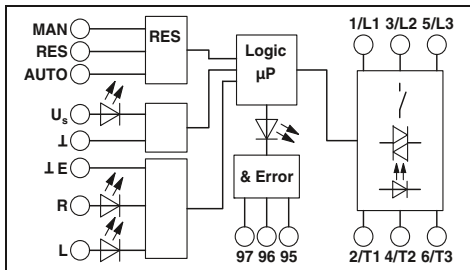 MAN
RES
AUTO
RES
Us
⊥
⊥ E
R
L
Logic
µP
& Error
97 96 95
1/L1 3/L2 5/L3
2/T1 4/T2 6/T3